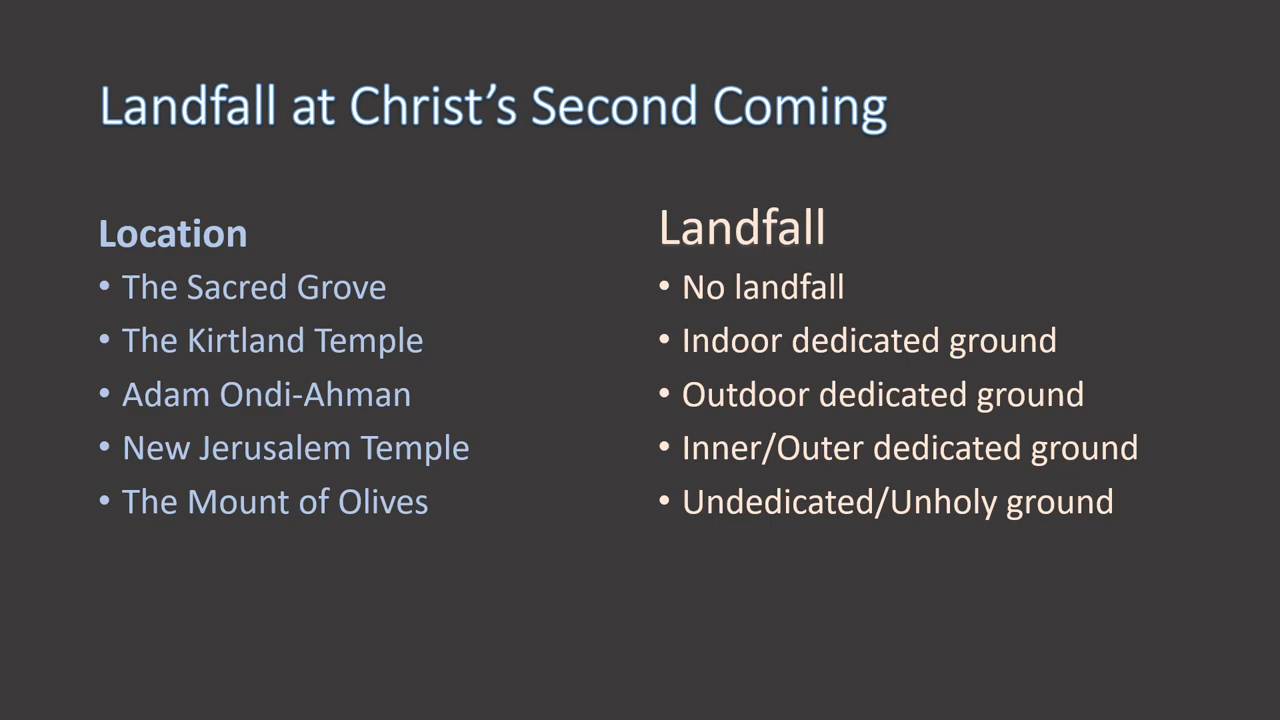 Landfall at Christ’s Second Coming
Location
• The Sacred Grove
• The Kirtland Temple
• Adam Ondi-Ahman
• New Jerusalem Temple
• The Mount of Olives
Landfall
• No landfall
• Indoor dedicated ground
• Outdoor dedicated ground
• Inner/Outer dedicated ground
• Undedicated/Unholy ground